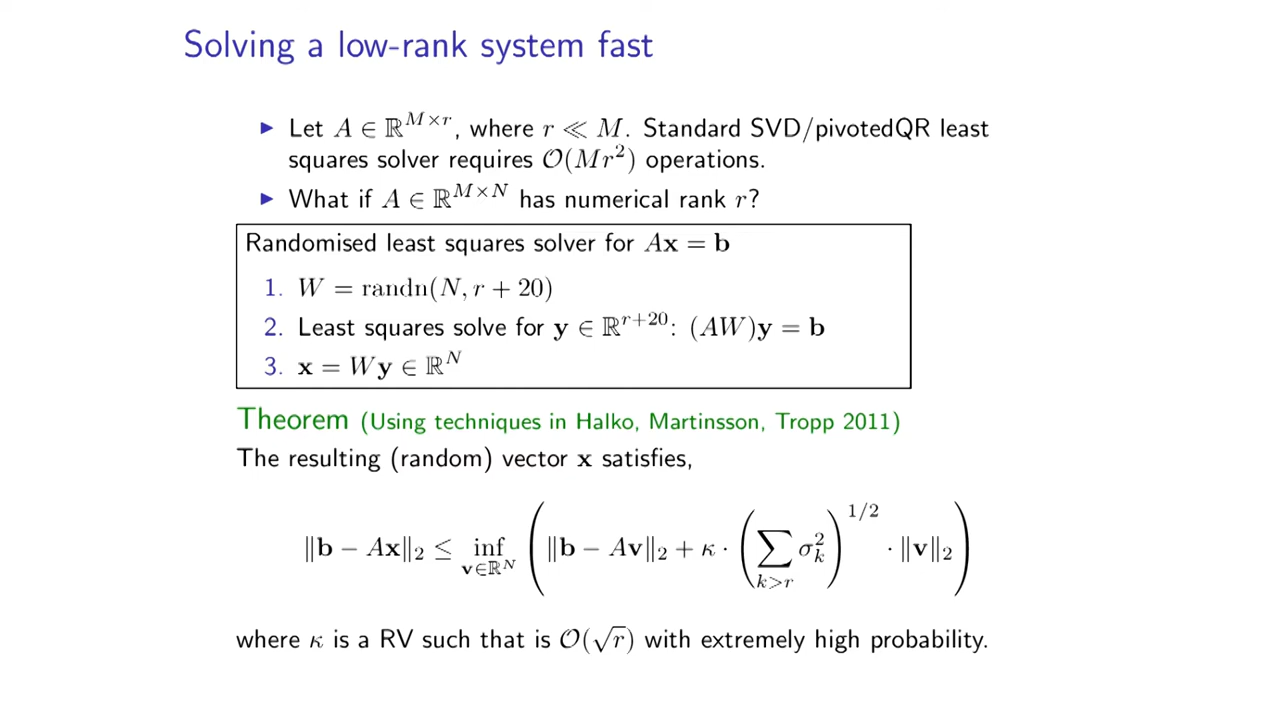 Solving a low-rank system fast
▶ Let A ∈ ℝ^{M×r}, where r ≪ M. Standard SVD/pivotedQR least
squares solver requires 𝒪(Mr²) operations.
▶ What if A ∈ ℝ^{M×N} has numerical rank r?
Randomised least squares solver for Ax = b
1. W = randn(N, r + 20)
2. Least squares solve for y ∈ ℝ^{r+20}: (AW)y = b
3. x = Wy ∈ ℝ^N
Theorem (Using techniques in Halko, Martinsson, Tropp 2011)
The resulting (random) vector x satisfies,
‖b − Ax‖₂ ≤ inf_{v∈ℝ^N} (‖b − Av‖₂ + κ · (∑_{k>r} σ_k²)^{1/2} · ‖v‖₂)
where κ is a RV such that is 𝒪(√r) with extremely high probability.